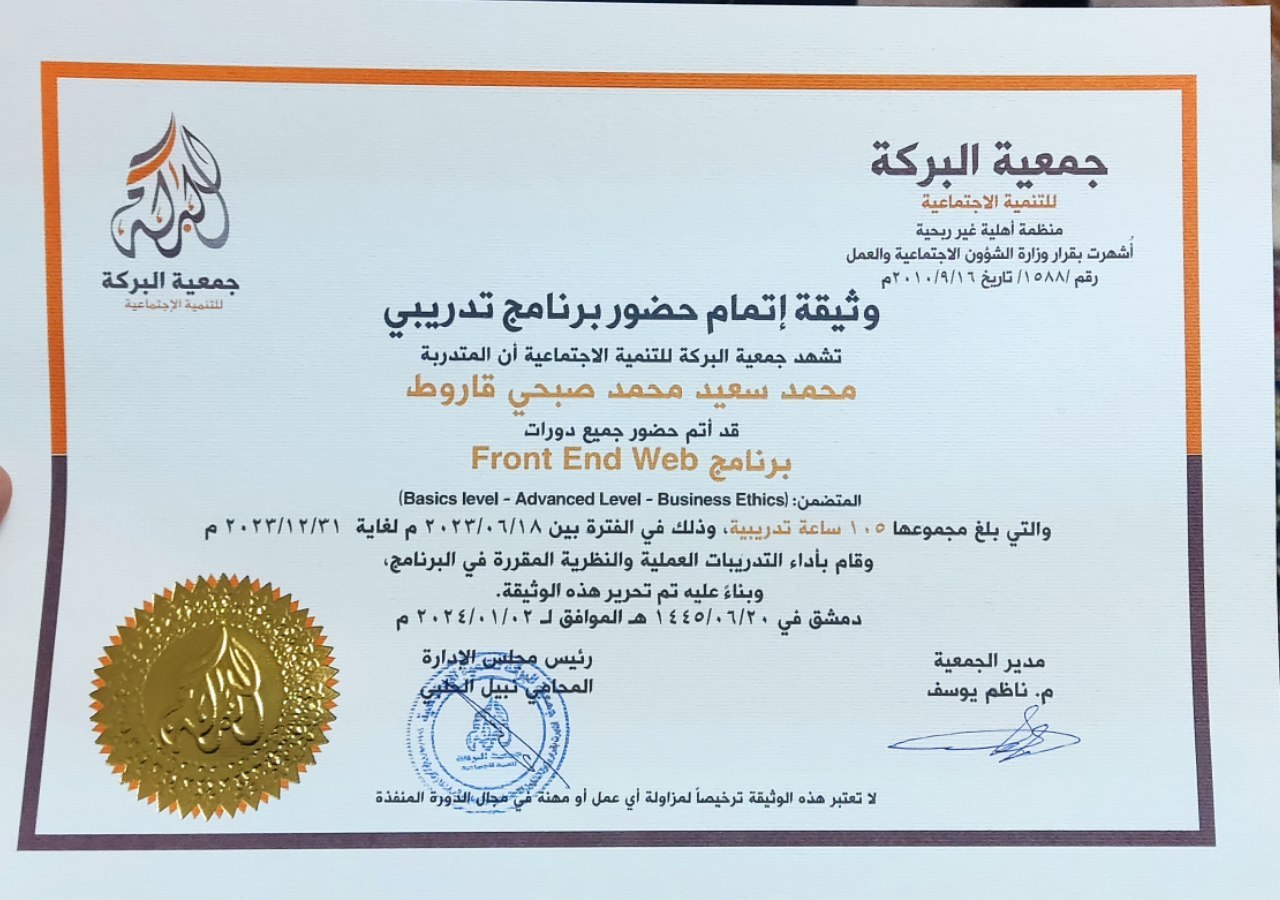 جمعية البركة
للتنمية الاجتماعية
منظمة أهلية غير ربحية
أُشهرت بقرار وزارة الشؤون الاجتماعية والعمل
رقم /١٥٨٨/ تاريخ ٢٠١٠/٩/١٦م
البركة
جمعية البركة
للتنمية الإجتماعية
وثيقة إتمام حضور برنامج تدريبي
تشهد جمعية البركة للتنمية الاجتماعية أن المتدربة
محمد سعيد محمد صبحي قاروط
قد أتم حضور جميع دورات
برنامج Front End Web
المتضمن: (Basics level - Advanced Level - Business Ethics)
والتي بلغ مجموعها ١٠٥ ساعة تدريبية، وذلك في الفترة بين ٢٠٢٣/٠٦/١٨ م لغاية ٢٠٢٣/١٢/٣١ م
وقام بأداء التدريبات العملية والنظرية المقررة في البرنامج،
وبناءً عليه تم تحرير هذه الوثيقة.
دمشق في ١٤٤٥/٠٦/٢٠ هـ الموافق لـ ٢٠٢٤/٠١/٠٢ م
مدير الجمعية
م. ناظم يوسف
رئيس مجلس الإدارة
المحامي نبيل الحلبي
البركة
لا تعتبر هذه الوثيقة ترخيصاً لمزاولة أي عمل أو مهنة في مجال الدورة المنفذة